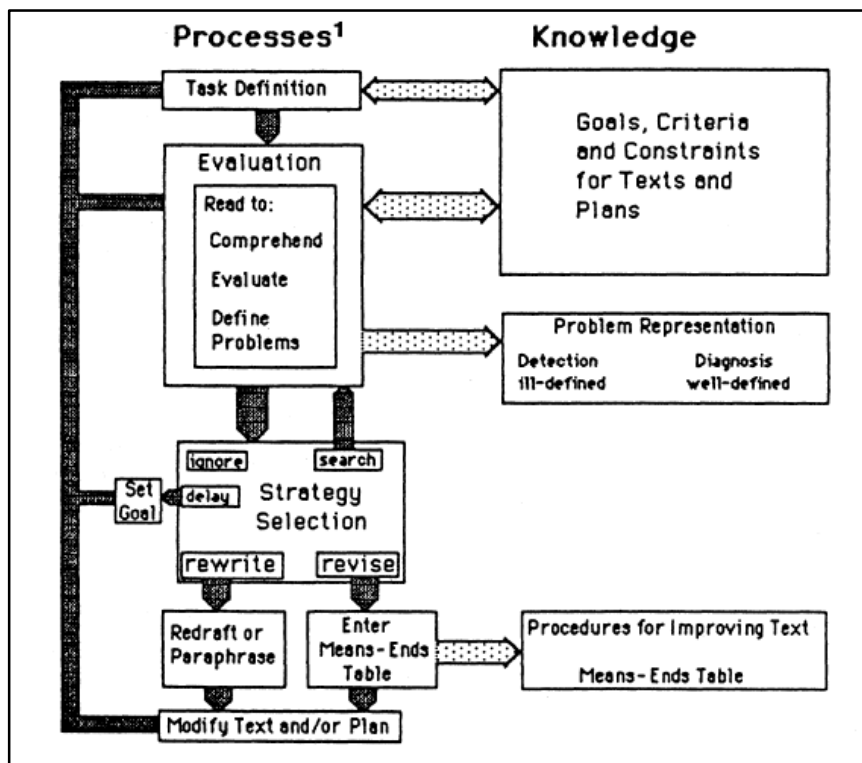 Processes¹
Knowledge
Task Definition
Goals, Criteria
and Constraints
for Texts and
Plans
Evaluation
Read to:
Comprehend
Evaluate
Define
Problems
Problem Representation
Detection
ill-defined
Diagnosis
well-defined
ignore
search
Set
Goal
delay
Strategy
Selection
rewrite
revise
Redraft or
Paraphrase
Enter
Means-Ends
Table
Procedures for Improving Text
Means-Ends Table
Modify Text and/or Plan